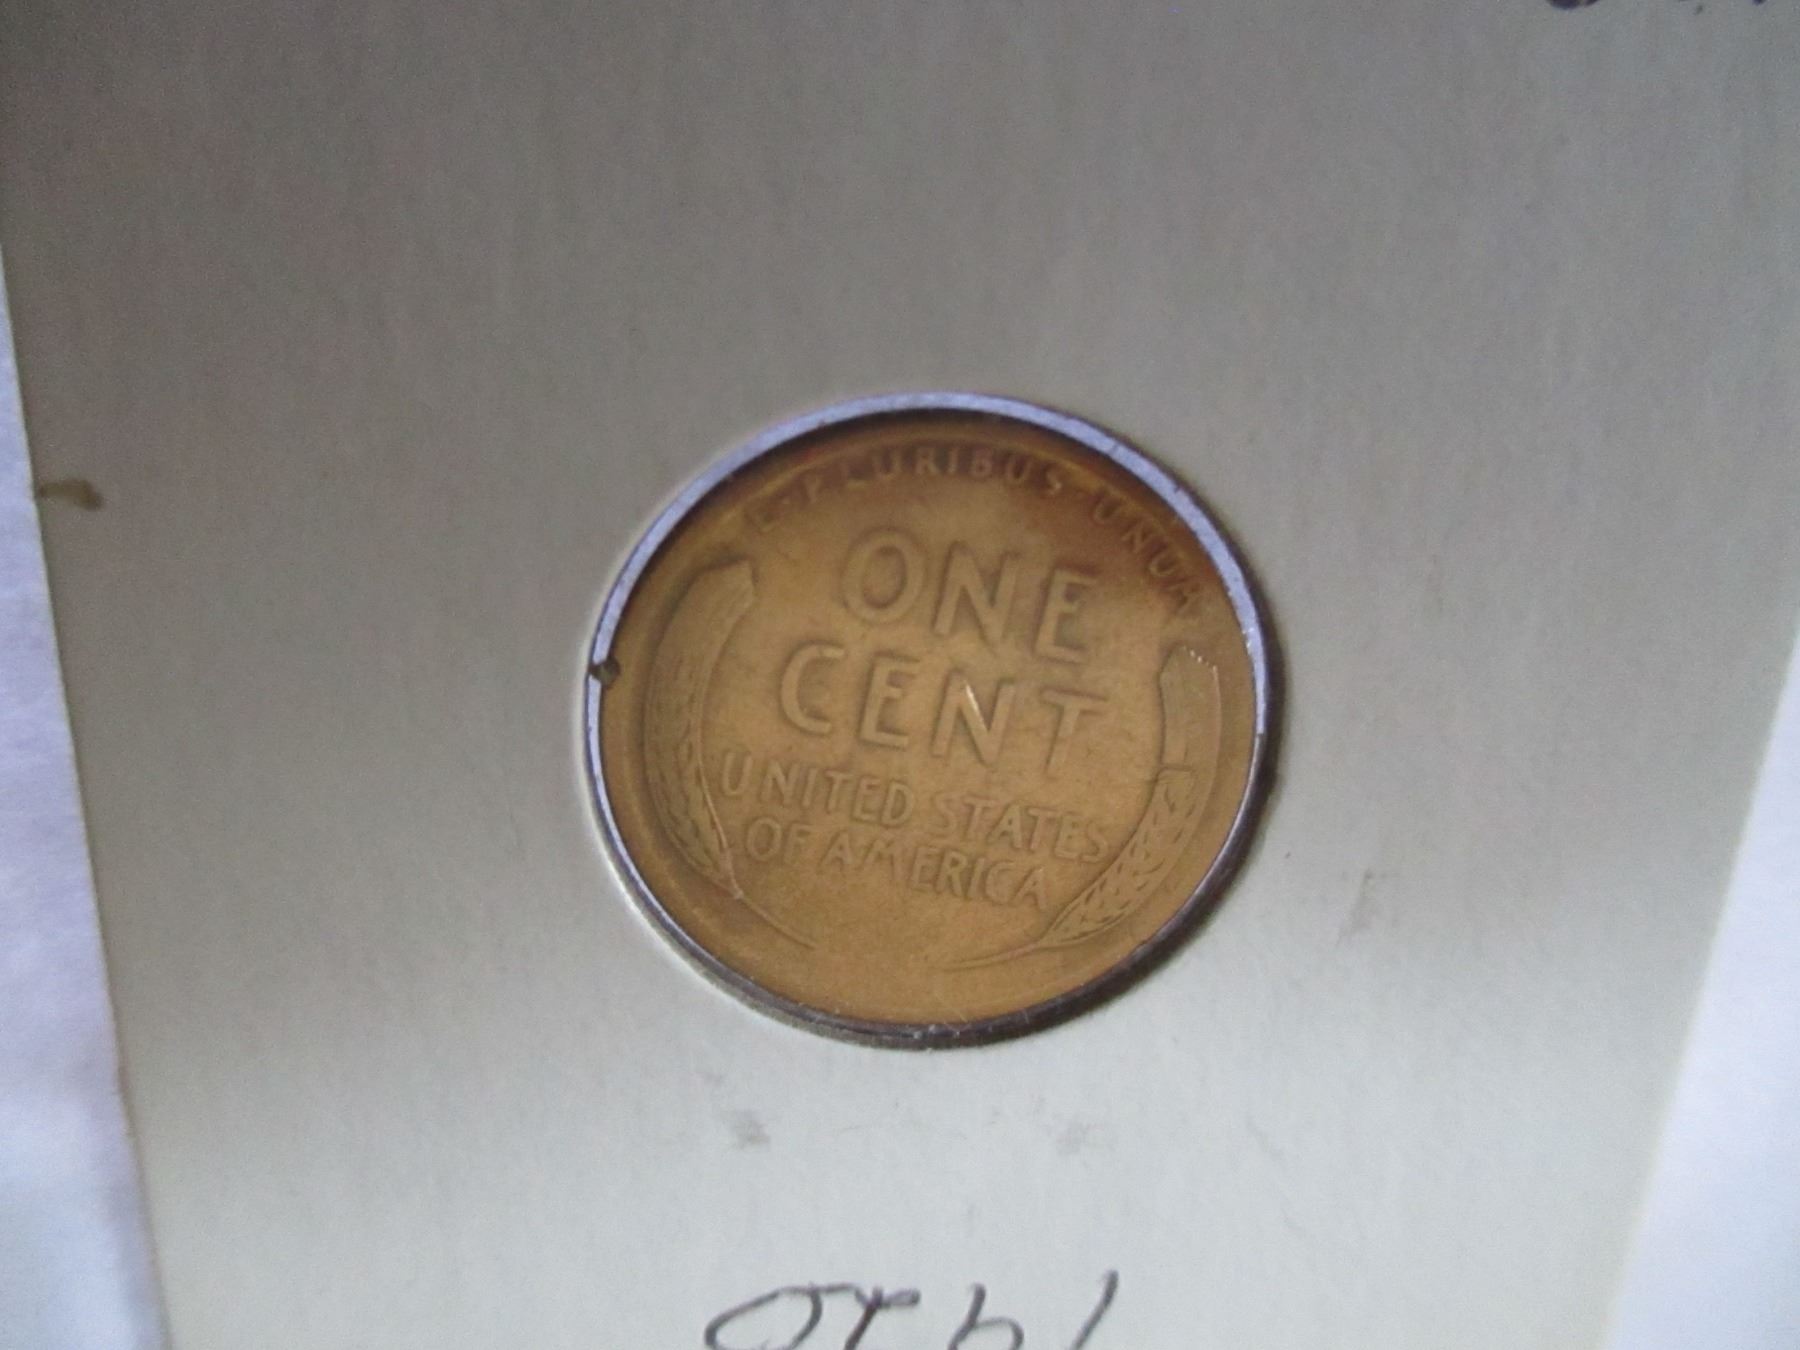 E·PLURIBUS·UNUM
ONE
CENT
UNITED STATES
OF AMERICA